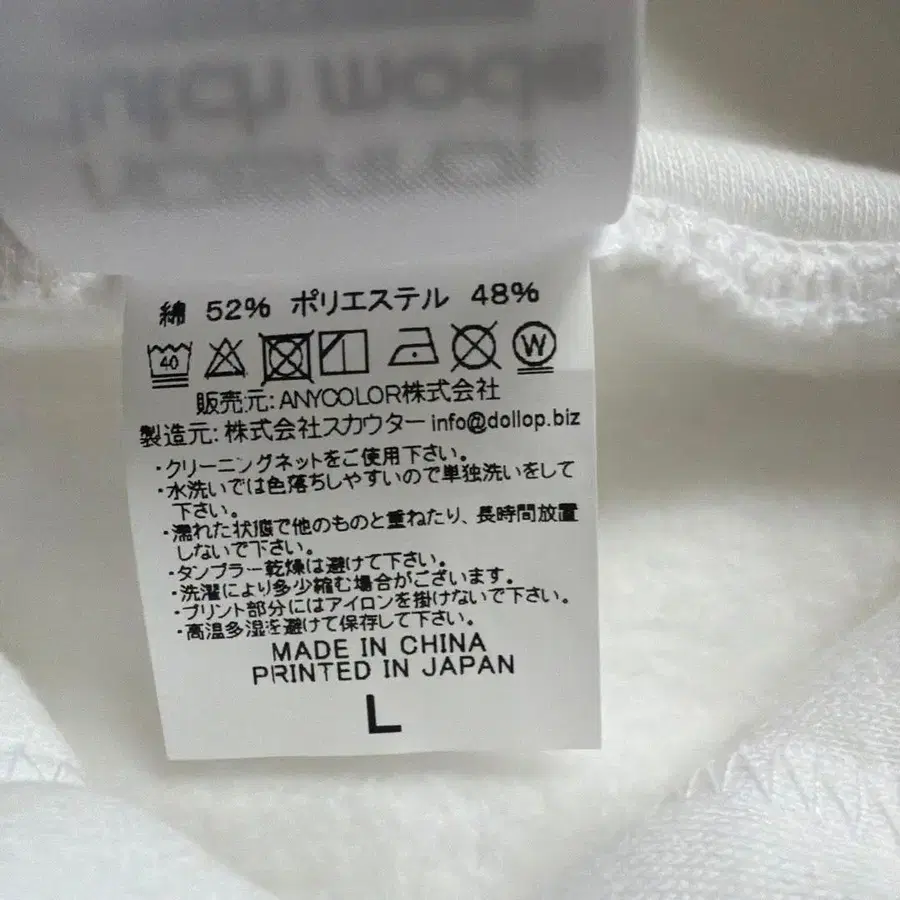 綿 52% ポリエステル 48%
40
W
販売元: ANYCOLOR株式会社
製造元: 株式会社スカウター info@dollop.biz
・クリーニングネットをご使用下さい。
・水洗いでは色落ちしやすいので単独洗いをして
下さい。
・濡れた状態で他のものと重ねたり、長時間放置
しないで下さい。
・タンブラー乾燥は避けて下さい。
・洗濯により多少縮む場合がございます。
・プリント部分にはアイロンを掛けないで下さい。
・高温多湿を避けて保存して下さい。
MADE IN CHINA
PRINTED IN JAPAN
L